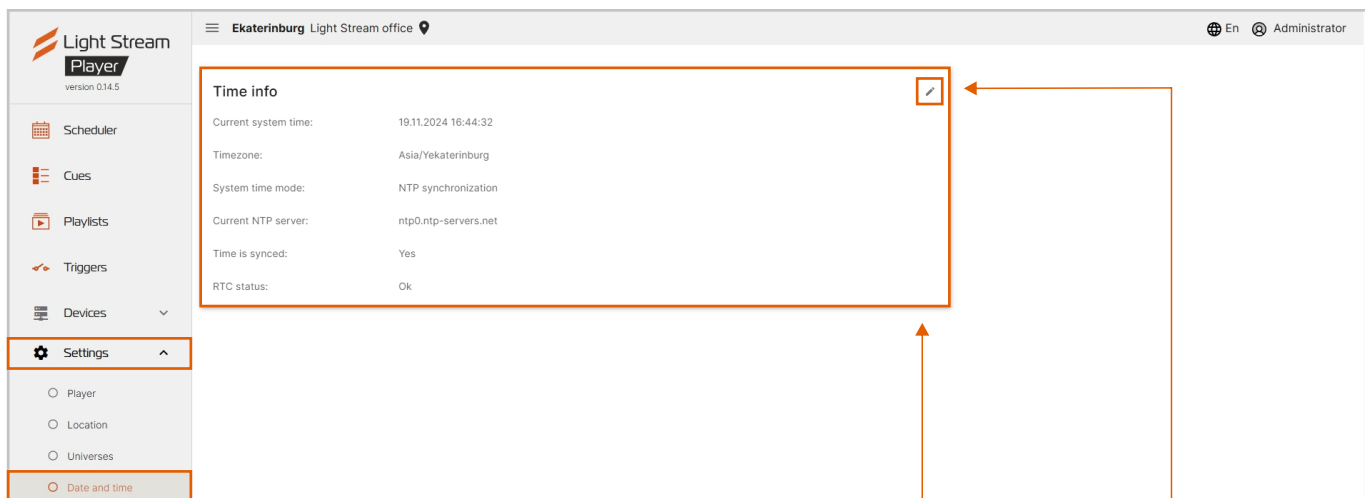 Light Stream
Player
version 0.14.5
Ekaterinburg Light Stream office
En Administrator
Scheduler
Cues
Playlists
Triggers
Devices
Settings
Player
Location
Universes
Date and time
Time info
Current system time: 19.11.2024 16:44:32
Timezone: Asia/Yekaterinburg
System time mode: NTP synchronization
Current NTP server: ntp0.ntp-servers.net
Time is synced: Yes
RTC status: Ok